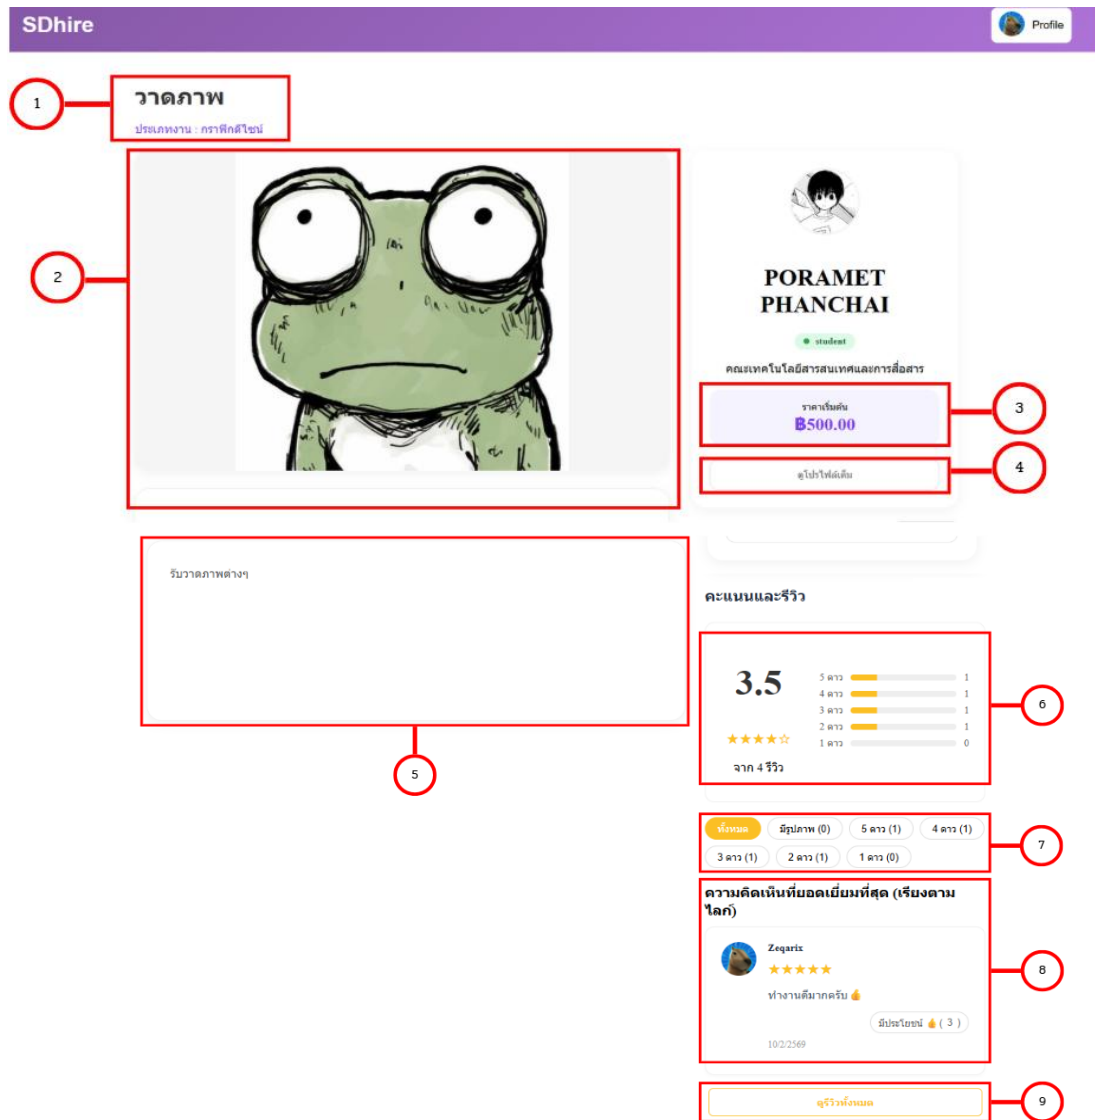 SDhire
Profile
1
วาดภาพ
ประเภทงาน : กราฟิกดีไซน์
2
PORAMET
PHANCHAI
student
คณะเทคโนโลยีสารสนเทศและการสื่อสาร
ราคาเริ่มต้น
฿500.00
3
ดูโปรไฟล์เต็ม
4
รับวาดภาพต่างๆ
5
คะแนนและรีวิว
3.5
★★★★☆
จาก 4 รีวิว
5 ดาว 1
4 ดาว 1
3 ดาว 1
2 ดาว 1
1 ดาว 0
6
ทั้งหมด มีรูปภาพ (0) 5 ดาว (1) 4 ดาว (1)
3 ดาว (1) 2 ดาว (1) 1 ดาว (0)
7
ความคิดเห็นที่ยอดเยี่ยมที่สุด (เรียงตาม
ไลก์)
Zeqarix
★★★★★
ทำงานดีมากครับ 👍
มีประโยชน์ 👍 ( 3 )
10/2/2569
8
ดูรีวิวทั้งหมด
9